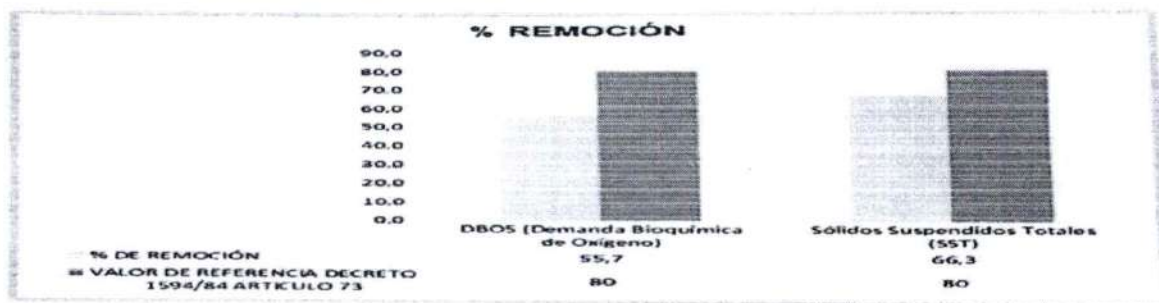 % REMOCIÓN
90,0
80,0
70,0
60,0
50,0
40,0
30,0
20,0
10,0
0,0
DBO5 (Demanda Bioquímica
de Oxígeno)
Sólidos Suspendidos Totales
(SST)
% DE REMOCIÓN 55,7 66,3
VALOR DE REFERENCIA DECRETO
1594/84 ARTICULO 73 80 80